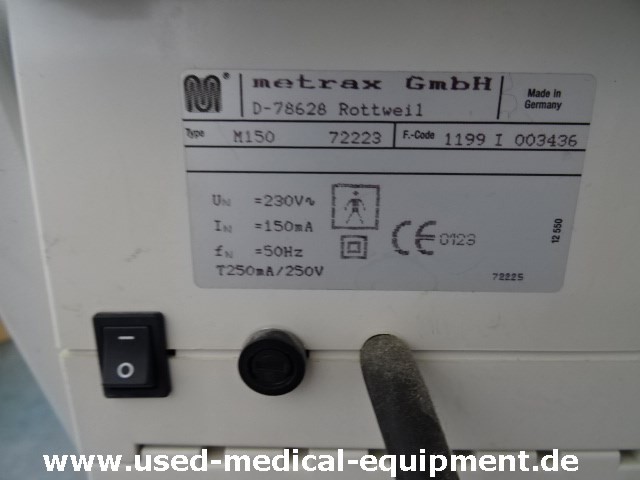 ® metrax GmbH
D-78628 Rottweil
Made in
Germany
Type M150 72223 F.-Code 1199 I 003436
UN =230V~
IN =150mA
fN =50Hz
T250mA/250V
CE 0123
12 550
72225
www.used-medical-equipment.de